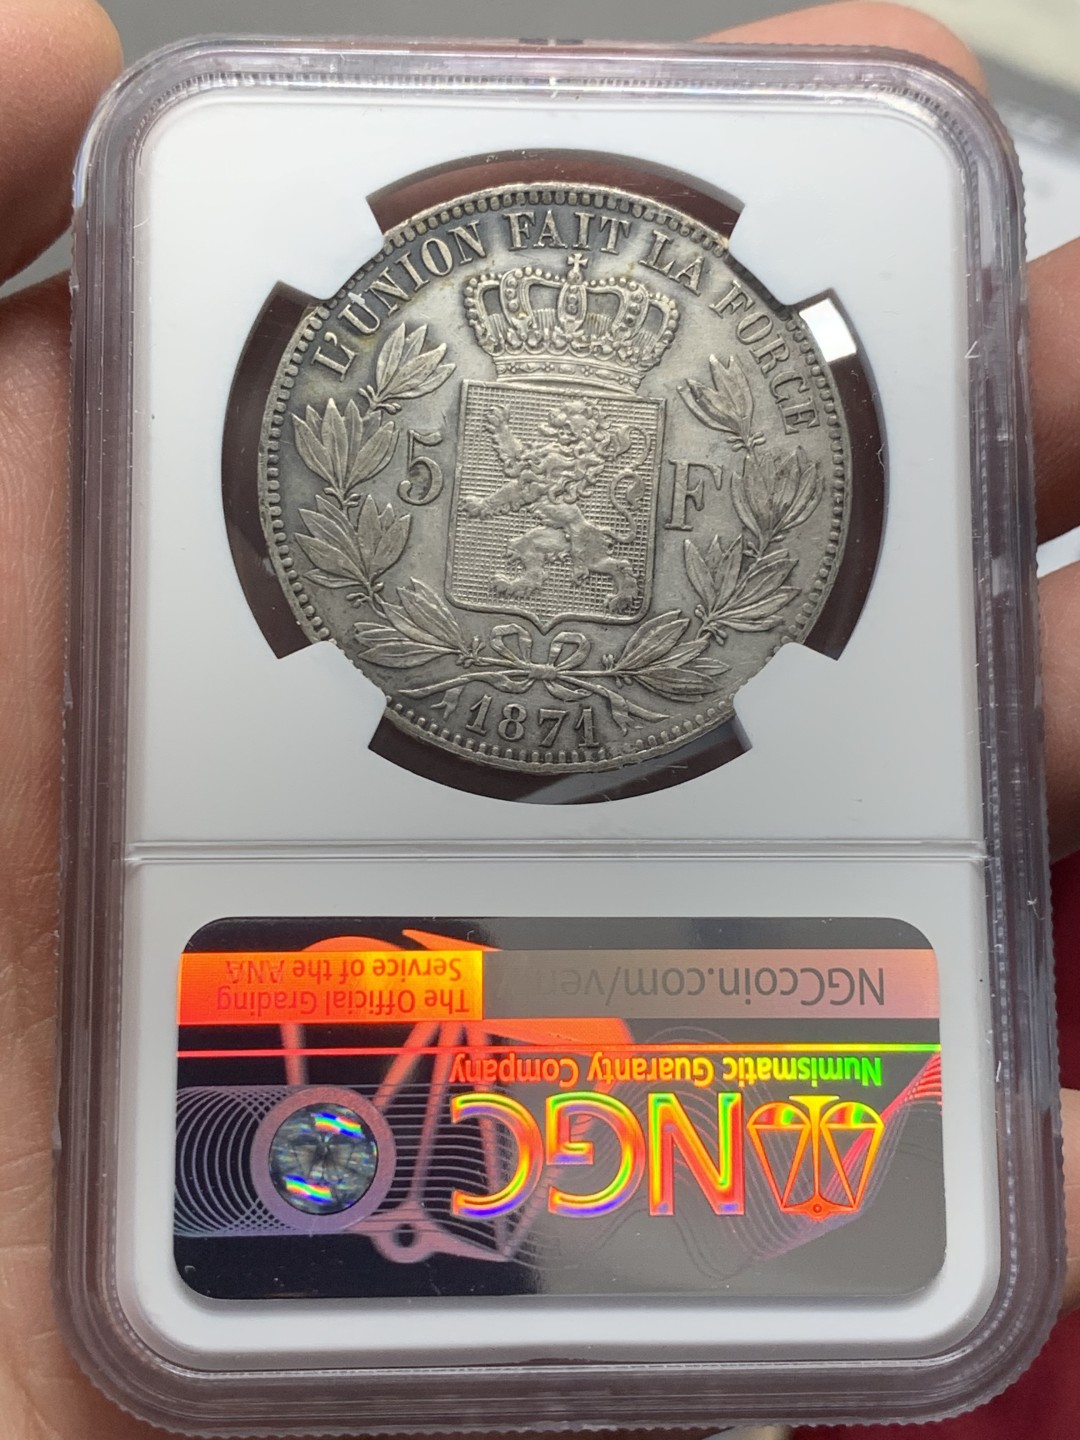 L'UNION FAIT LA FORCE
5 F
1871
NGC
Numismatic Guaranty Company
NGCcoin.com/ver
The Official Grading
Service of the ANA